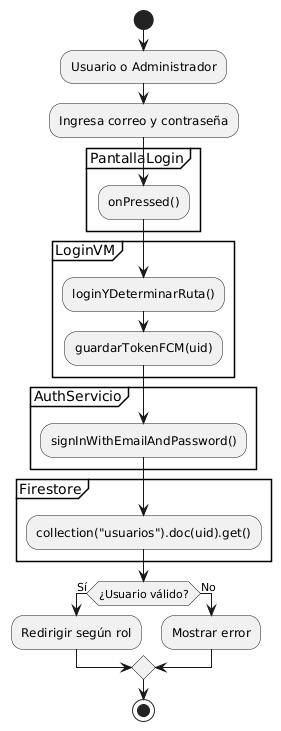 Usuario o Administrador
Ingresa correo y contraseña
PantallaLogin
onPressed()
LoginVM
loginYDeterminarRuta()
guardarTokenFCM(uid)
AuthServicio
signInWithEmailAndPassword()
Firestore
collection("usuarios").doc(uid).get()
¿Usuario válido?
Sí
No
Redirigir según rol
Mostrar error